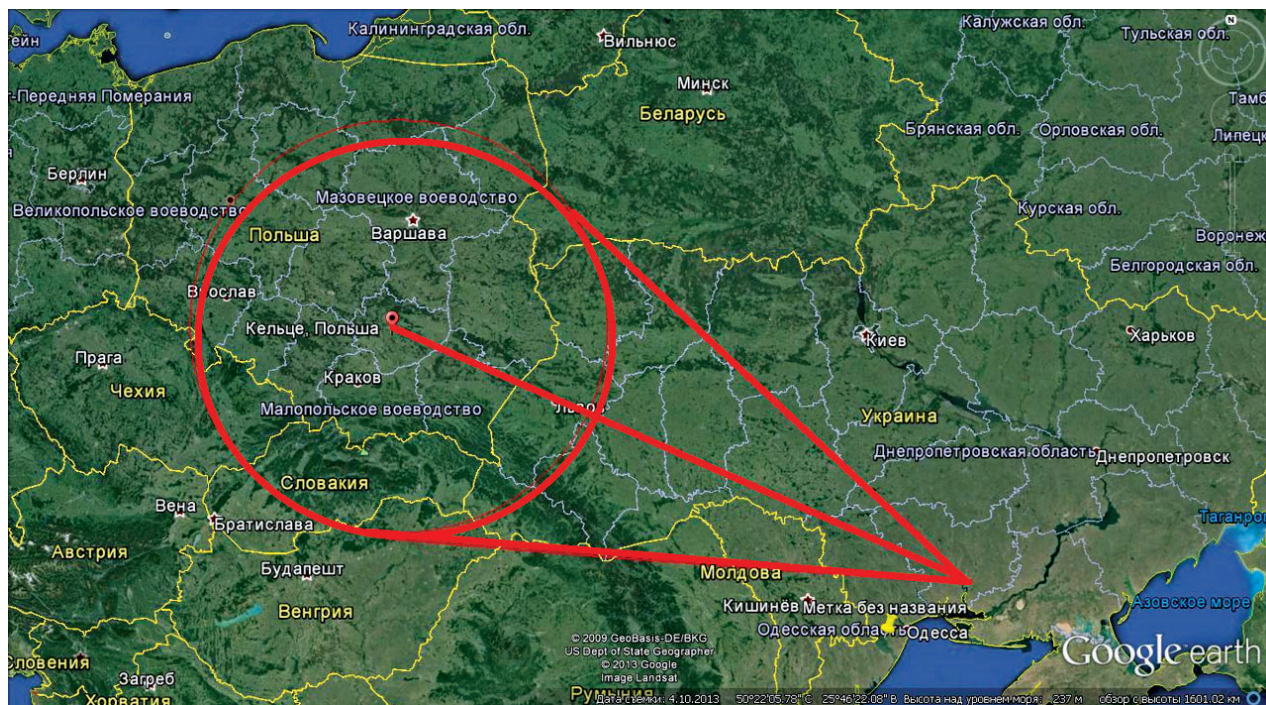 Калининградская обл.
Вильнюс
Калужская обл.
N
Тульская обл.
ейн
Минск
т-Передняя Померания
Беларусь
Тамб
Брянская обл.
Орловская обл.
Липецк
Берлин
Мазовецкое воеводство
Великопольское воеводство
Курская обл.
Польша
Варшава
Воронеж
Белгородская обл.
Врослав
Кельце, Польша
Киев
Харьков
Прага
Краков
Чехия
Малопольское воеводство
Львов
Украина
Днепропетровская область
Днепропетровск
Словакия
Вена
Братислава
Таганро
Австрия
Будапешт
Молдова
Венгрия
Кишинёв
Метка без названия
Азовское море
Одесская область
Одесса
© 2009 GeoBasis-DE/BKG
US Dept of State Geographer
© 2013 Google
Image Landsat
Google earth
Словения
Загреб
Румыния
Хорватия
Дата съемки: 4.10.2013 50°22'05.78" С 25°46'22.08" В Высота над уровнем моря: 237 м обзор с высоты 1601.02 км